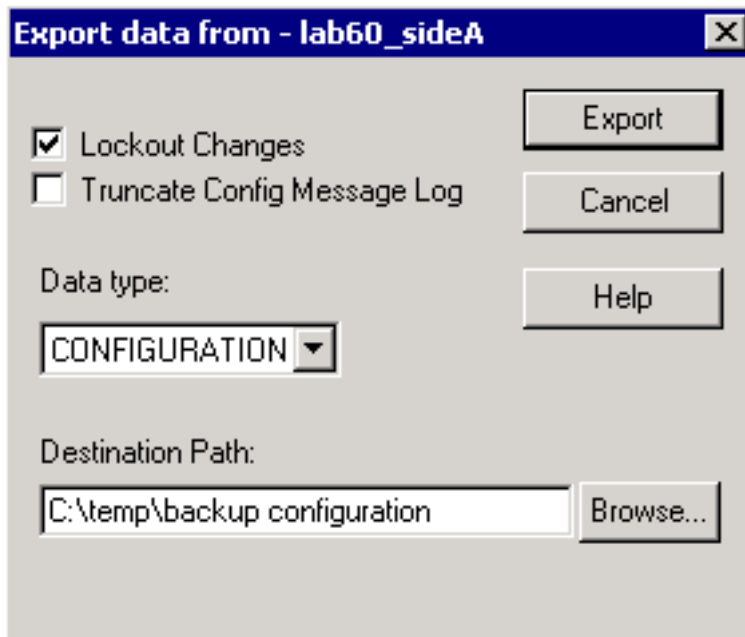 Export data from - lab60_sideA
Lockout Changes
Truncate Config Message Log
Export
Cancel
Help
Data type:
CONFIGURATION
Destination Path:
C:\temp\backup configuration
Browse...